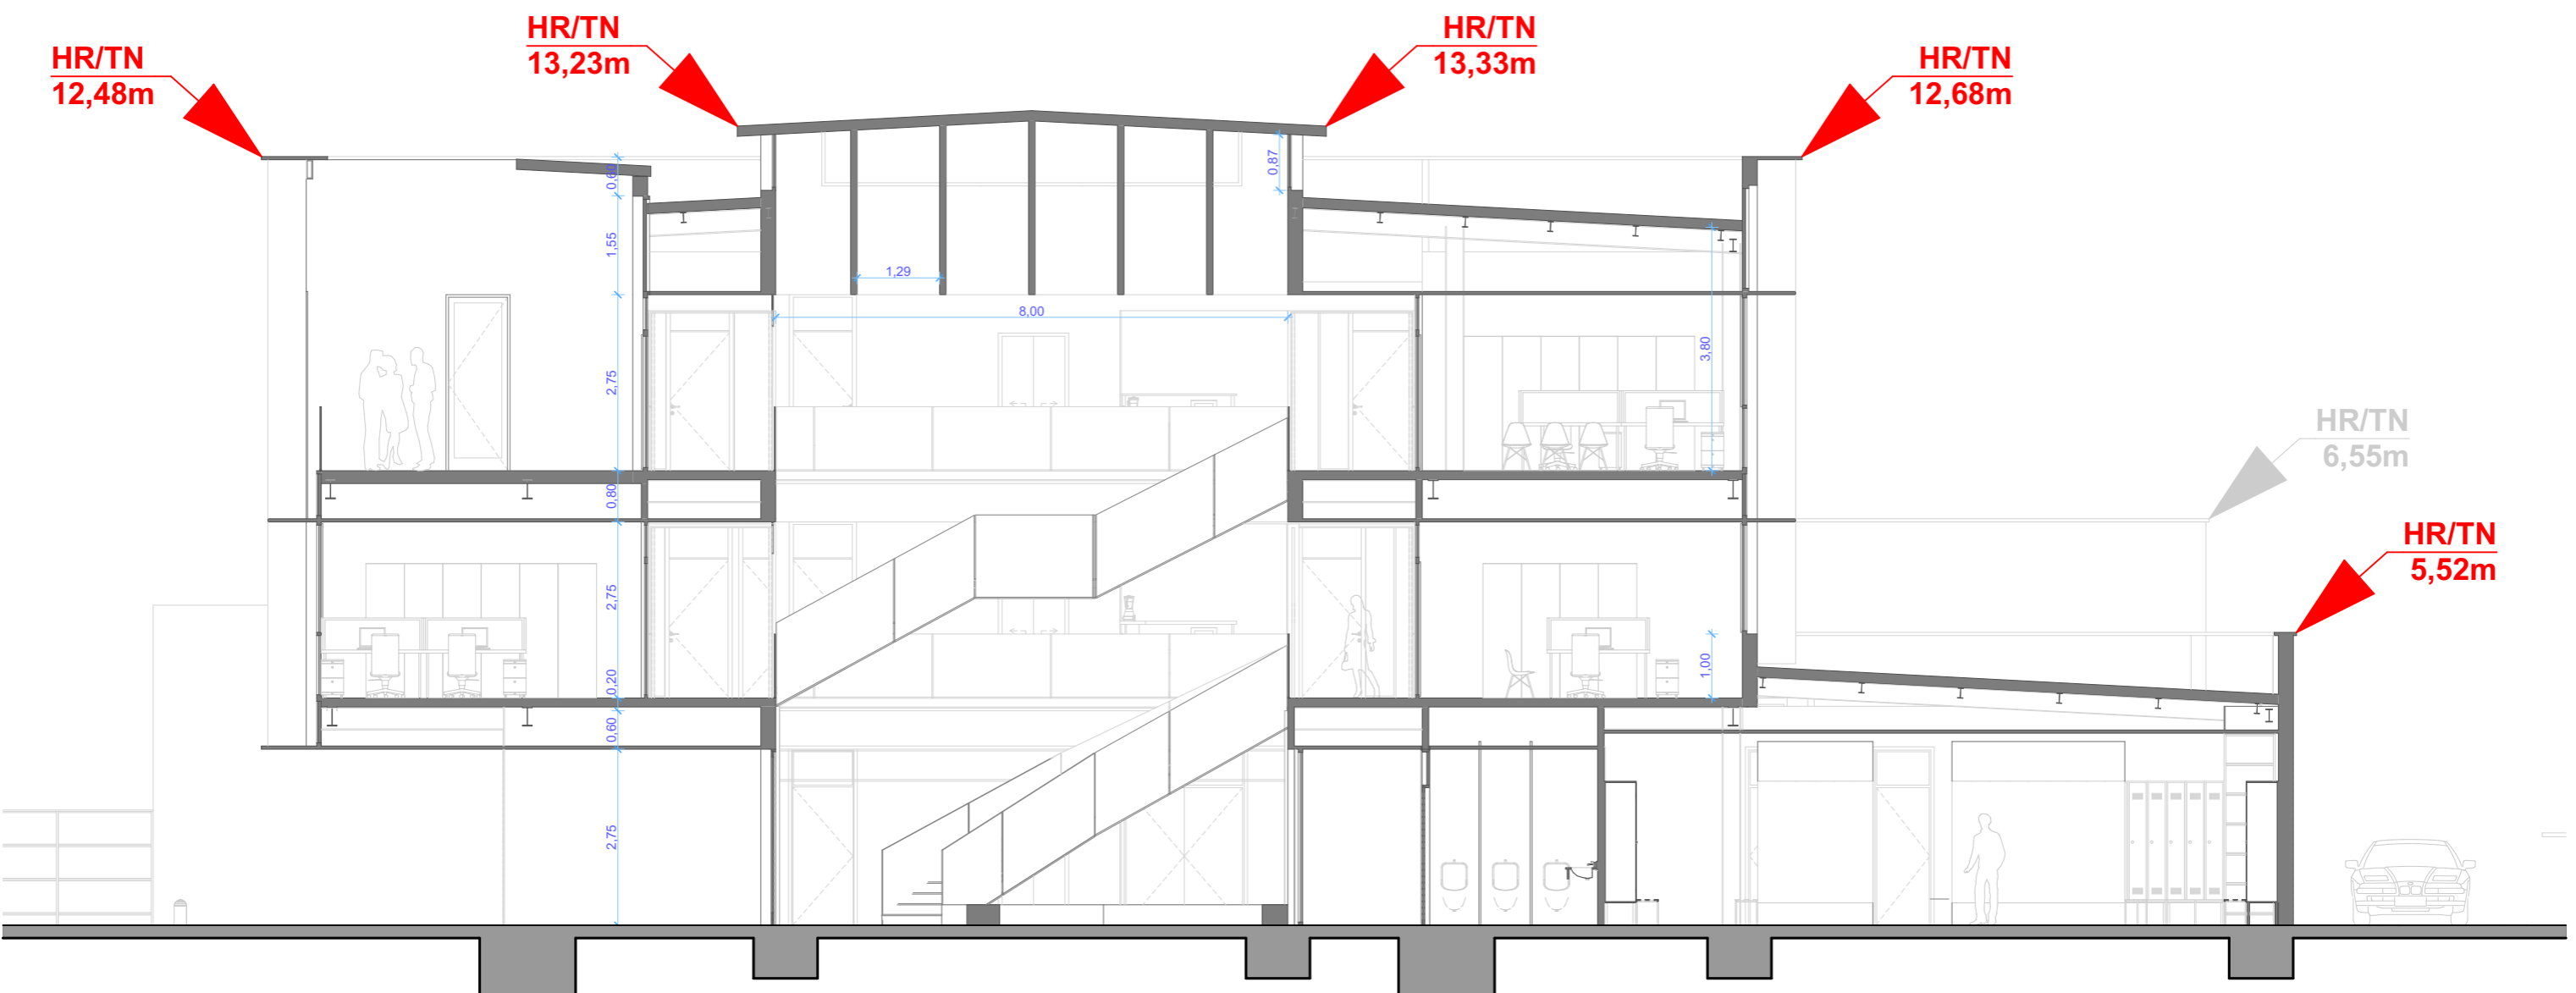 HR/TN
13,23m
HR/TN
13,33m
HR/TN
12,48m
HR/TN
12,68m
0,60
0,87
1,55
1,29
8,00
2,75
3,80
HR/TN
6,55m
0,80
HR/TN
5,52m
2,75
1,00
0,20
0,60
2,75